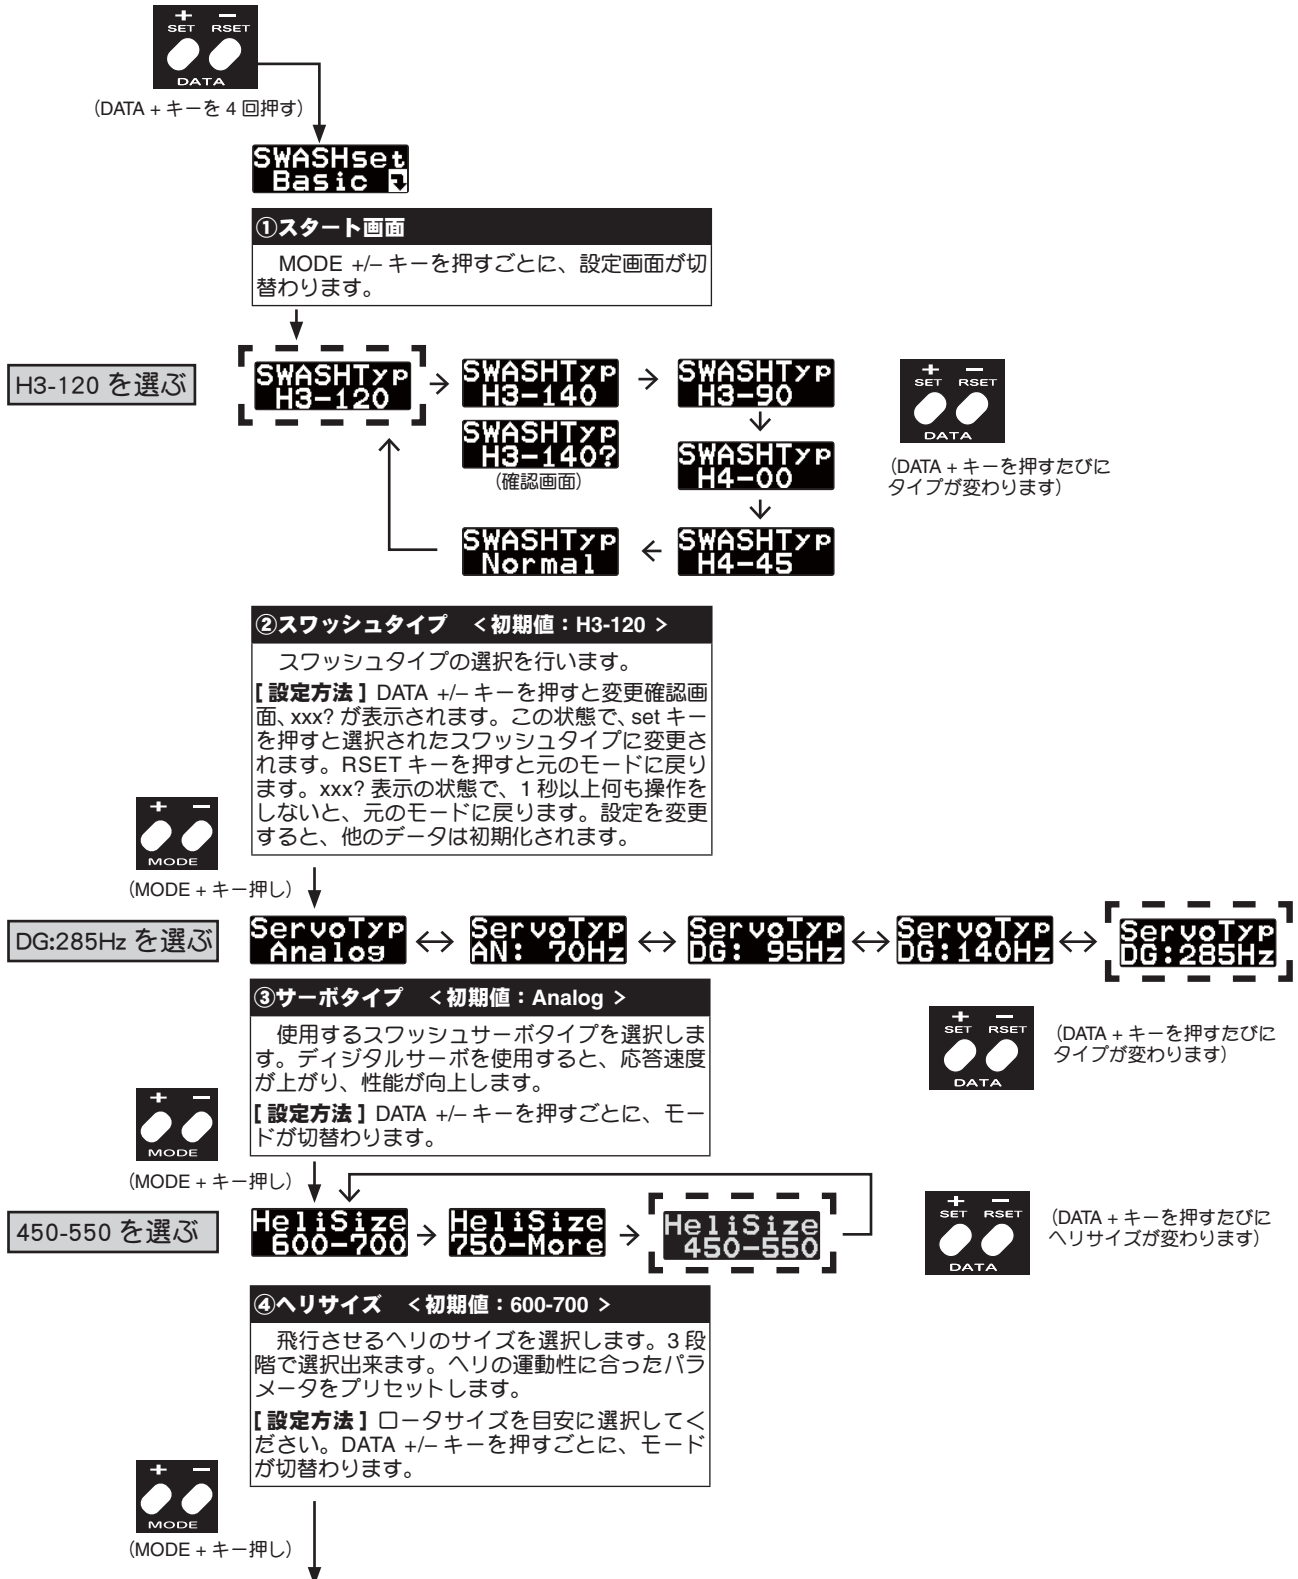 + −
SET RSET
DATA
(DATA + キーを 4 回押す)
SWASHset
Basic
①スタート画面
MODE +/– キーを押すごとに、設定画面が切
替わります。
H3-120 を選ぶ
SWASHTyp
H3-120
→
SWASHTyp
H3-140
→
SWASHTyp
H3-90
SWASHTyp
H3-140?
(確認画面)
SWASHTyp
H4-00
SWASHTyp
H4-45
←
SWASHTyp
Normal
+ −
SET RSET
DATA
(DATA + キーを押すたびに
タイプが変わります)
②スワッシュタイプ <初期値:H3-120 >
スワッシュタイプの選択を行います。
[ 設定方法 ] DATA +/– キーを押すと変更確認画
面、xxx? が表示されます。この状態で、set キー
を押すと選択されたスワッシュタイプに変更さ
れます。RSET キーを押すと元のモードに戻り
ます。xxx? 表示の状態で、1 秒以上何も操作を
しないと、元のモードに戻ります。設定を変更
すると、他のデータは初期化されます。
+ −
MODE
(MODE + キー押し)
DG:285Hz を選ぶ
ServoTyp
Analog
↔
ServoTyp
AN: 70Hz
↔
ServoTyp
DG: 95Hz
↔
ServoTyp
DG:140Hz
↔
ServoTyp
DG:285Hz
③サーボタイプ <初期値:Analog >
使用するスワッシュサーボタイプを選択しま
す。ディジタルサーボを使用すると、応答速度
が上がり、性能が向上します。
[ 設定方法 ] DATA +/– キーを押すごとに、モー
ドが切替わります。
+ −
SET RSET
DATA
(DATA + キーを押すたびに
タイプが変わります)
+ −
MODE
(MODE + キー押し)
450-550 を選ぶ
HeliSize
600-700
→
HeliSize
750-More
→
HeliSize
450-550
+ −
SET RSET
DATA
(DATA + キーを押すたびに
ヘリサイズが変わります)
④ヘリサイズ <初期値:600-700 >
飛行させるヘリのサイズを選択します。3 段
階で選択出来ます。ヘリの運動性に合ったパラ
メータをプリセットします。
[ 設定方法 ] ロータサイズを目安に選択してく
ださい。DATA +/– キーを押すごとに、モード
が切替わります。
+ −
MODE
(MODE + キー押し)